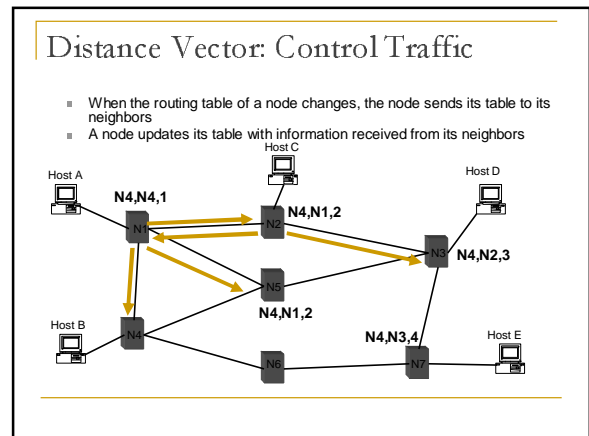 Distance Vector: Control Traffic
When the routing table of a node changes, the node sends its table to its
neighbors
A node updates its table with information received from its neighbors
Host C
Host A
Host D
N4,N4,1
N4,N1,2
N1
N2
N3
N4,N2,3
N5
N4,N1,2
Host B
N4
N4,N3,4
Host E
N6
N7